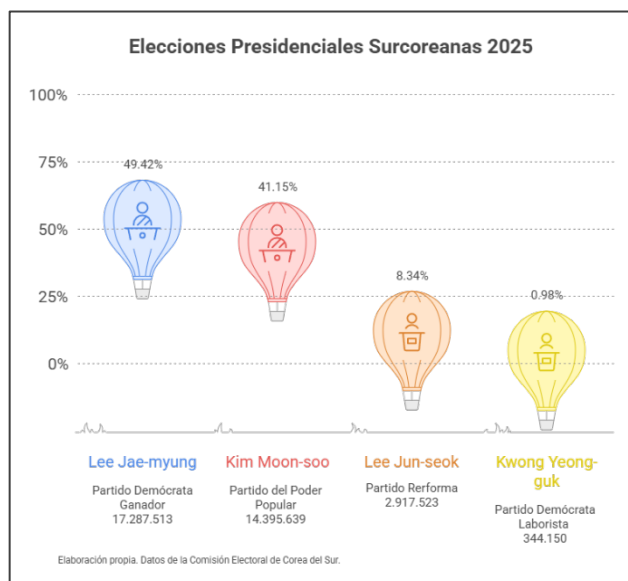 Elecciones Presidenciales Surcoreanas 2025
100%
75%
50%
25%
0%
49.42%
41.15%
8.34%
0.98%
Lee Jae-myung
Partido Demócrata
Ganador
17.287.513
Kim Moon-soo
Partido del Poder
Popular
14.395.639
Lee Jun-seok
Partido Rerforma
2.917.523
Kwong Yeong-
guk
Partido Demócrata
Laborista
344.150
Elaboración propia. Datos de la Comisión Electoral de Corea del Sur.